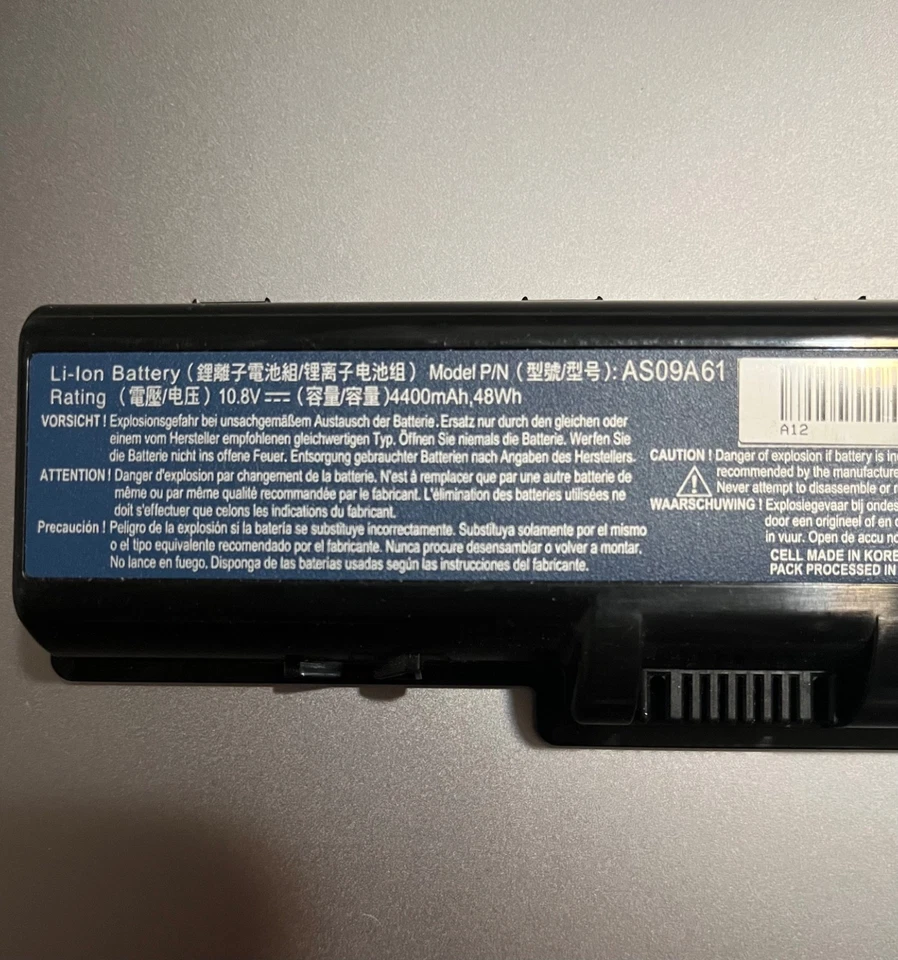 Li-Ion Battery (鋰離子電池組/锂离子电池组) Model P/N (型號/型号): AS09A61
Rating (電壓/电压) 10.8V (容量/容量)4400mAh,48Wh
VORSICHT! Explosionsgefahr bei unsachgemäßem Austausch der Batterie. Ersatz nur durch den gleichen oder
einem vom Hersteller empfohlenen gleichwertigen Typ. Öffnen Sie niemals die Batterie. Werfen Sie
die Batterie nicht ins offene Feuer. Entsorgung gebrauchter Batterien nach Angaben des Herstellers.
ATTENTION! Danger d'explosion par changement de la batterie. N'est à remplacer que par une autre batterie de
même ou par même qualité recommandée par le fabricant. L'élimination des batteries utilisées ne
doit s'effectuer que celons les indications du fabricant.
Precaución! Peligro de la explosión si la batería se substituye incorrectamente. Substituya solamente por el mismo
o el tipo equivalente recomendado por el fabricante. Nunca procure desensamblar o volver a montar.
No lance en fuego. Disponga de las baterías usadas según las instrucciones del fabricante.
A12
CAUTION! Danger of explosion if battery is
recommended by the manufacture
Never attempt to disassemble or
WAARSCHUWING! Explosiegevaar bij
door een origineel of en
in vuur. Open de accu
CELL MADE IN KORE
PACK PROCESSED IN